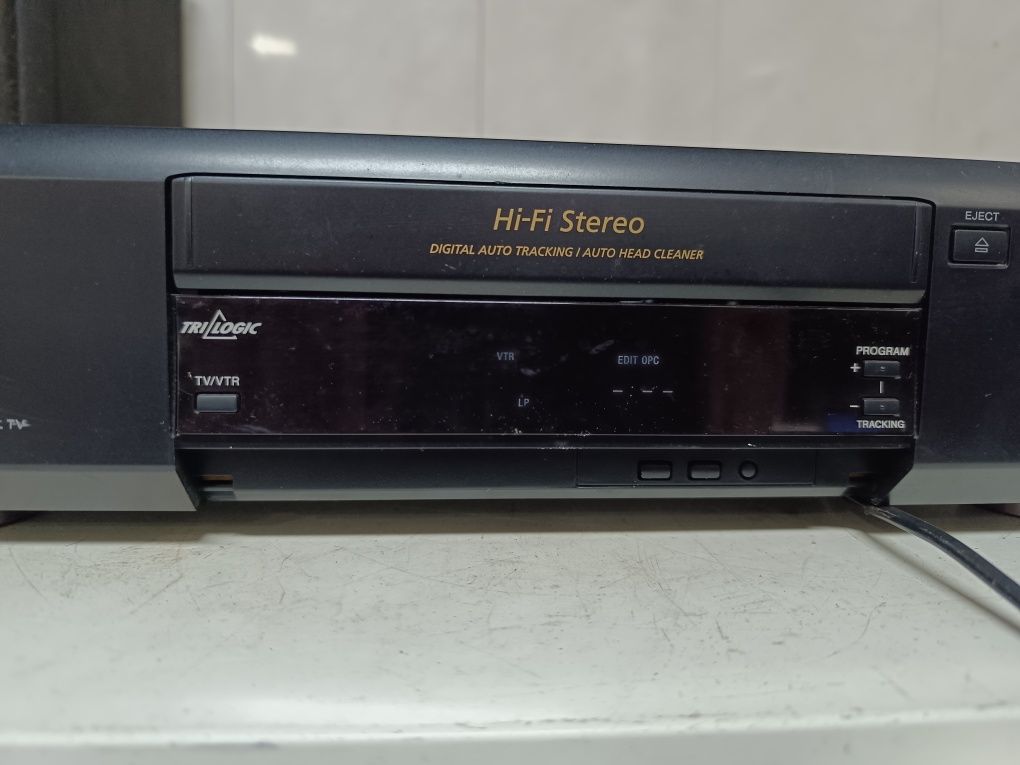 Hi-Fi Stereo
DIGITAL AUTO TRACKING / AUTO HEAD CLEANER
EJECT
TRILOGIC
VTR
EDIT OPC
PROGRAM
+
TV/VTR
LP
– – –
–
TRACKING
TV